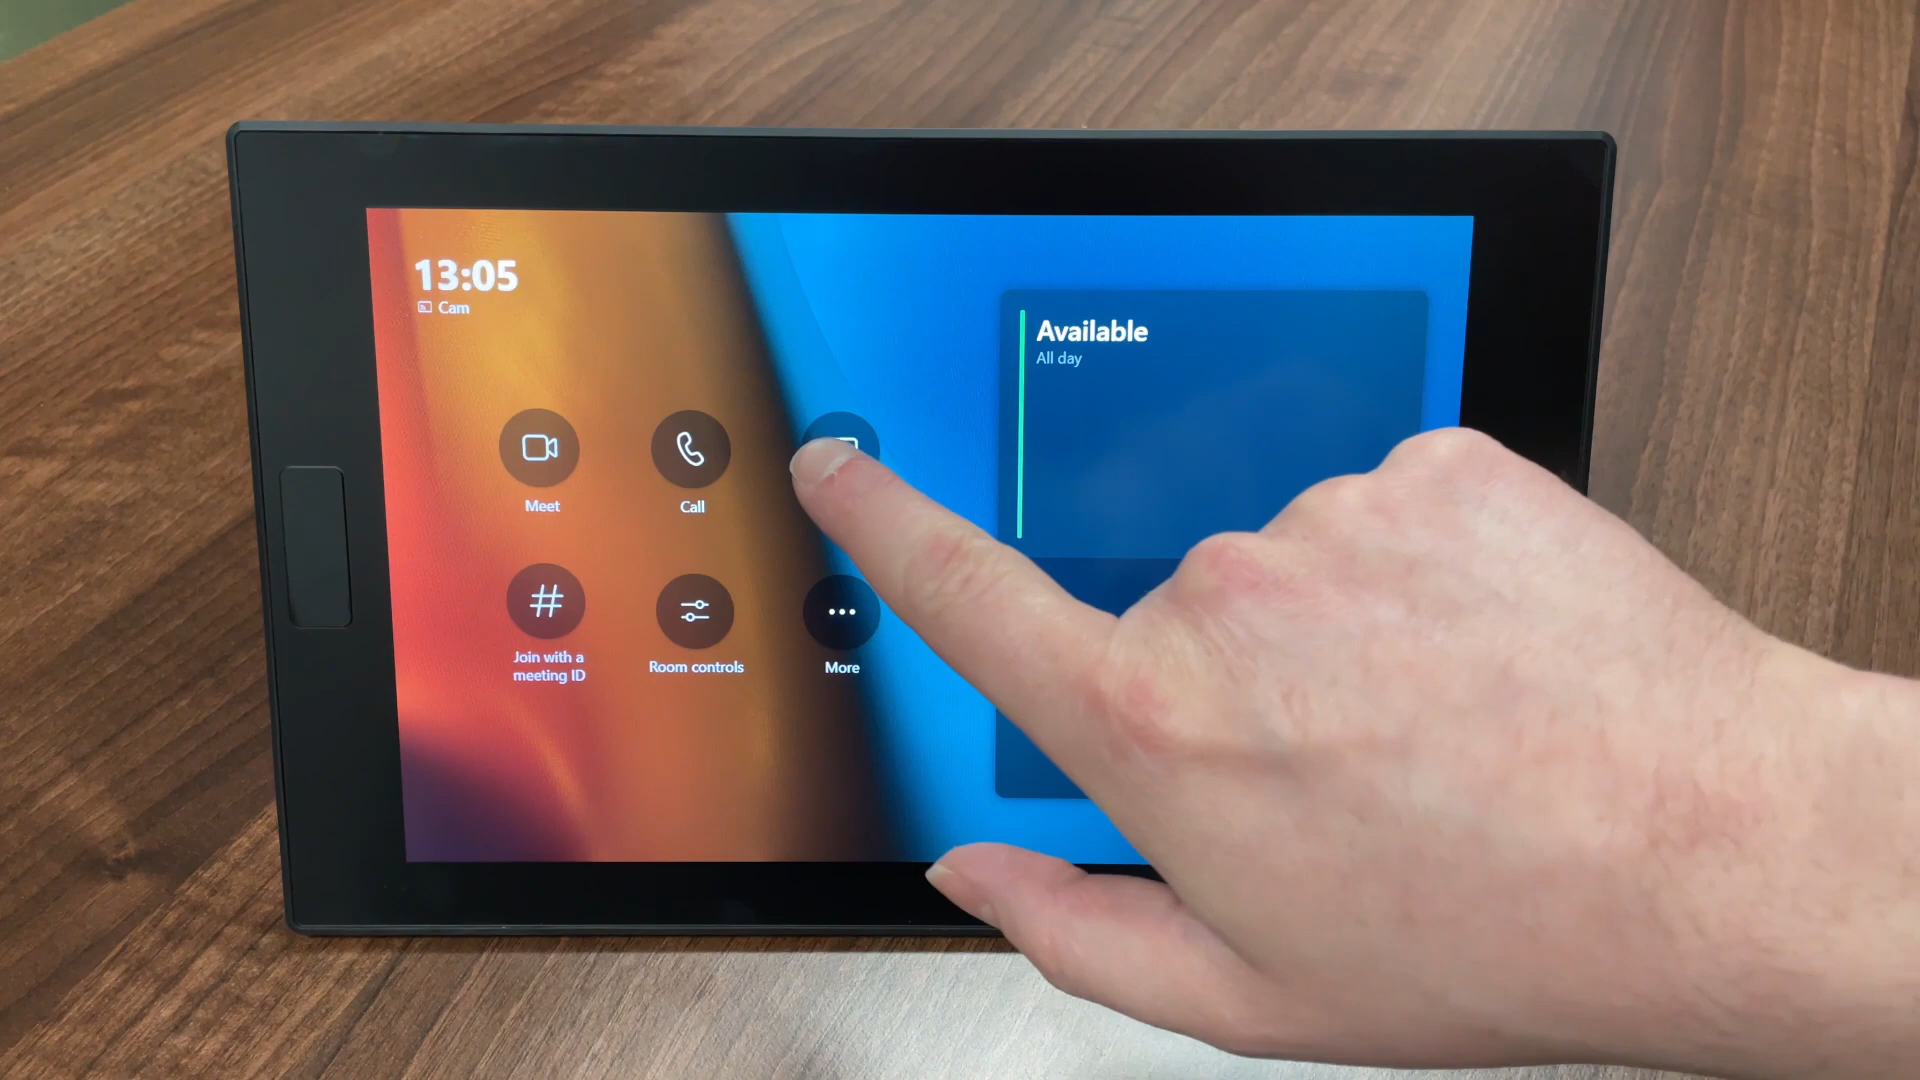 13:05
Cam
Available
All day
Meet
Call
Join with a
meeting ID
Room controls
More